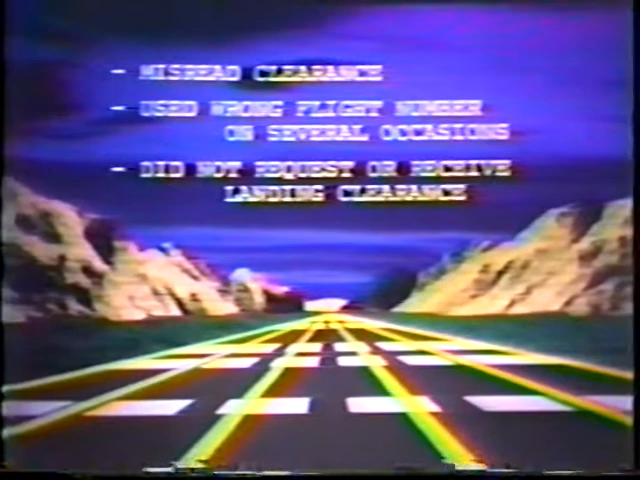 - MISREAD CLEARANCE
- USED WRONG FLIGHT NUMBER
ON SEVERAL OCCASIONS
- DID NOT REQUEST OR RECEIVE
LANDING CLEARANCE